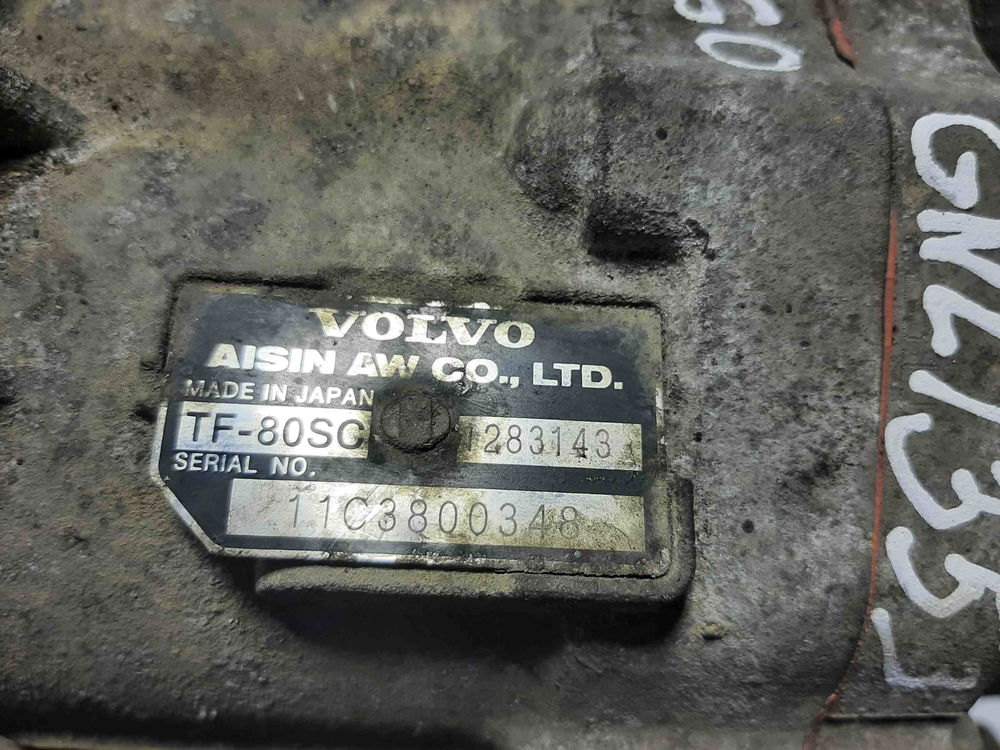 VOLVO
AISIN AW CO., LTD.
MADE IN JAPAN
TF-80SC 1283143
SERIAL NO.
11C3800348